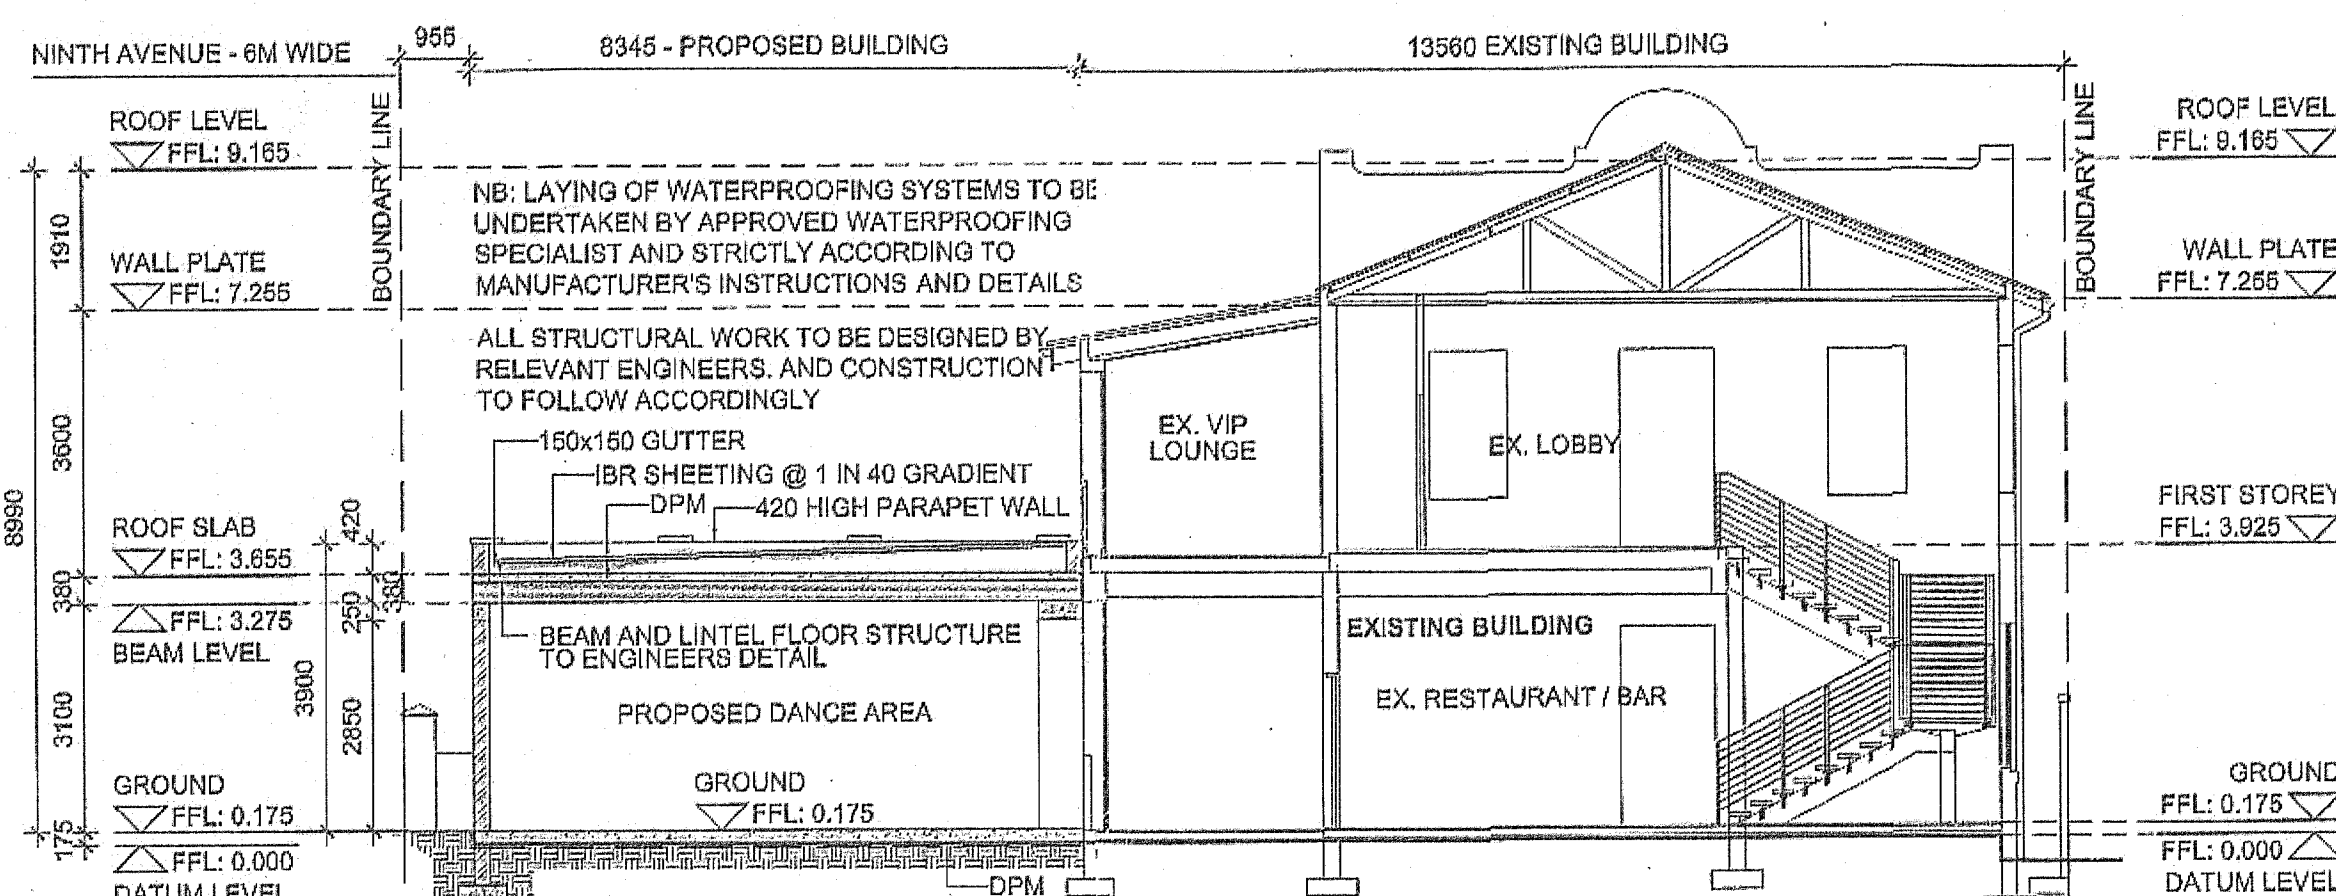 NINTH AVENUE - 6M WIDE
955
8345 - PROPOSED BUILDING
13560 EXISTING BUILDING
BOUNDARY LINE
BOUNDARY LINE
ROOF LEVEL
FFL: 9.165
ROOF LEVEL
FFL: 9.165
NB: LAYING OF WATERPROOFING SYSTEMS TO BE
UNDERTAKEN BY APPROVED WATERPROOFING
SPECIALIST AND STRICTLY ACCORDING TO
MANUFACTURER'S INSTRUCTIONS AND DETAILS
1910
WALL PLATE
FFL: 7.255
WALL PLATE
FFL: 7.255
ALL STRUCTURAL WORK TO BE DESIGNED BY
RELEVANT ENGINEERS. AND CONSTRUCTION
TO FOLLOW ACCORDINGLY
150x150 GUTTER
IBR SHEETING @ 1 IN 40 GRADIENT
DPM
420 HIGH PARAPET WALL
EX. VIP
LOUNGE
EX. LOBBY
3600
8990
420
ROOF SLAB
FFL: 3.655
FIRST STOREY
FFL: 3.925
380
380
250
FFL: 3.275
BEAM LEVEL
BEAM AND LINTEL FLOOR STRUCTURE
TO ENGINEERS DETAIL
EXISTING BUILDING
3900
3100
2850
PROPOSED DANCE AREA
EX. RESTAURANT / BAR
GROUND
FFL: 0.175
GROUND
FFL: 0.175
GROUND
FFL: 0.175
175
FFL: 0.000
DATUM LEVEL
DPM
FFL: 0.000
DATUM LEVEL